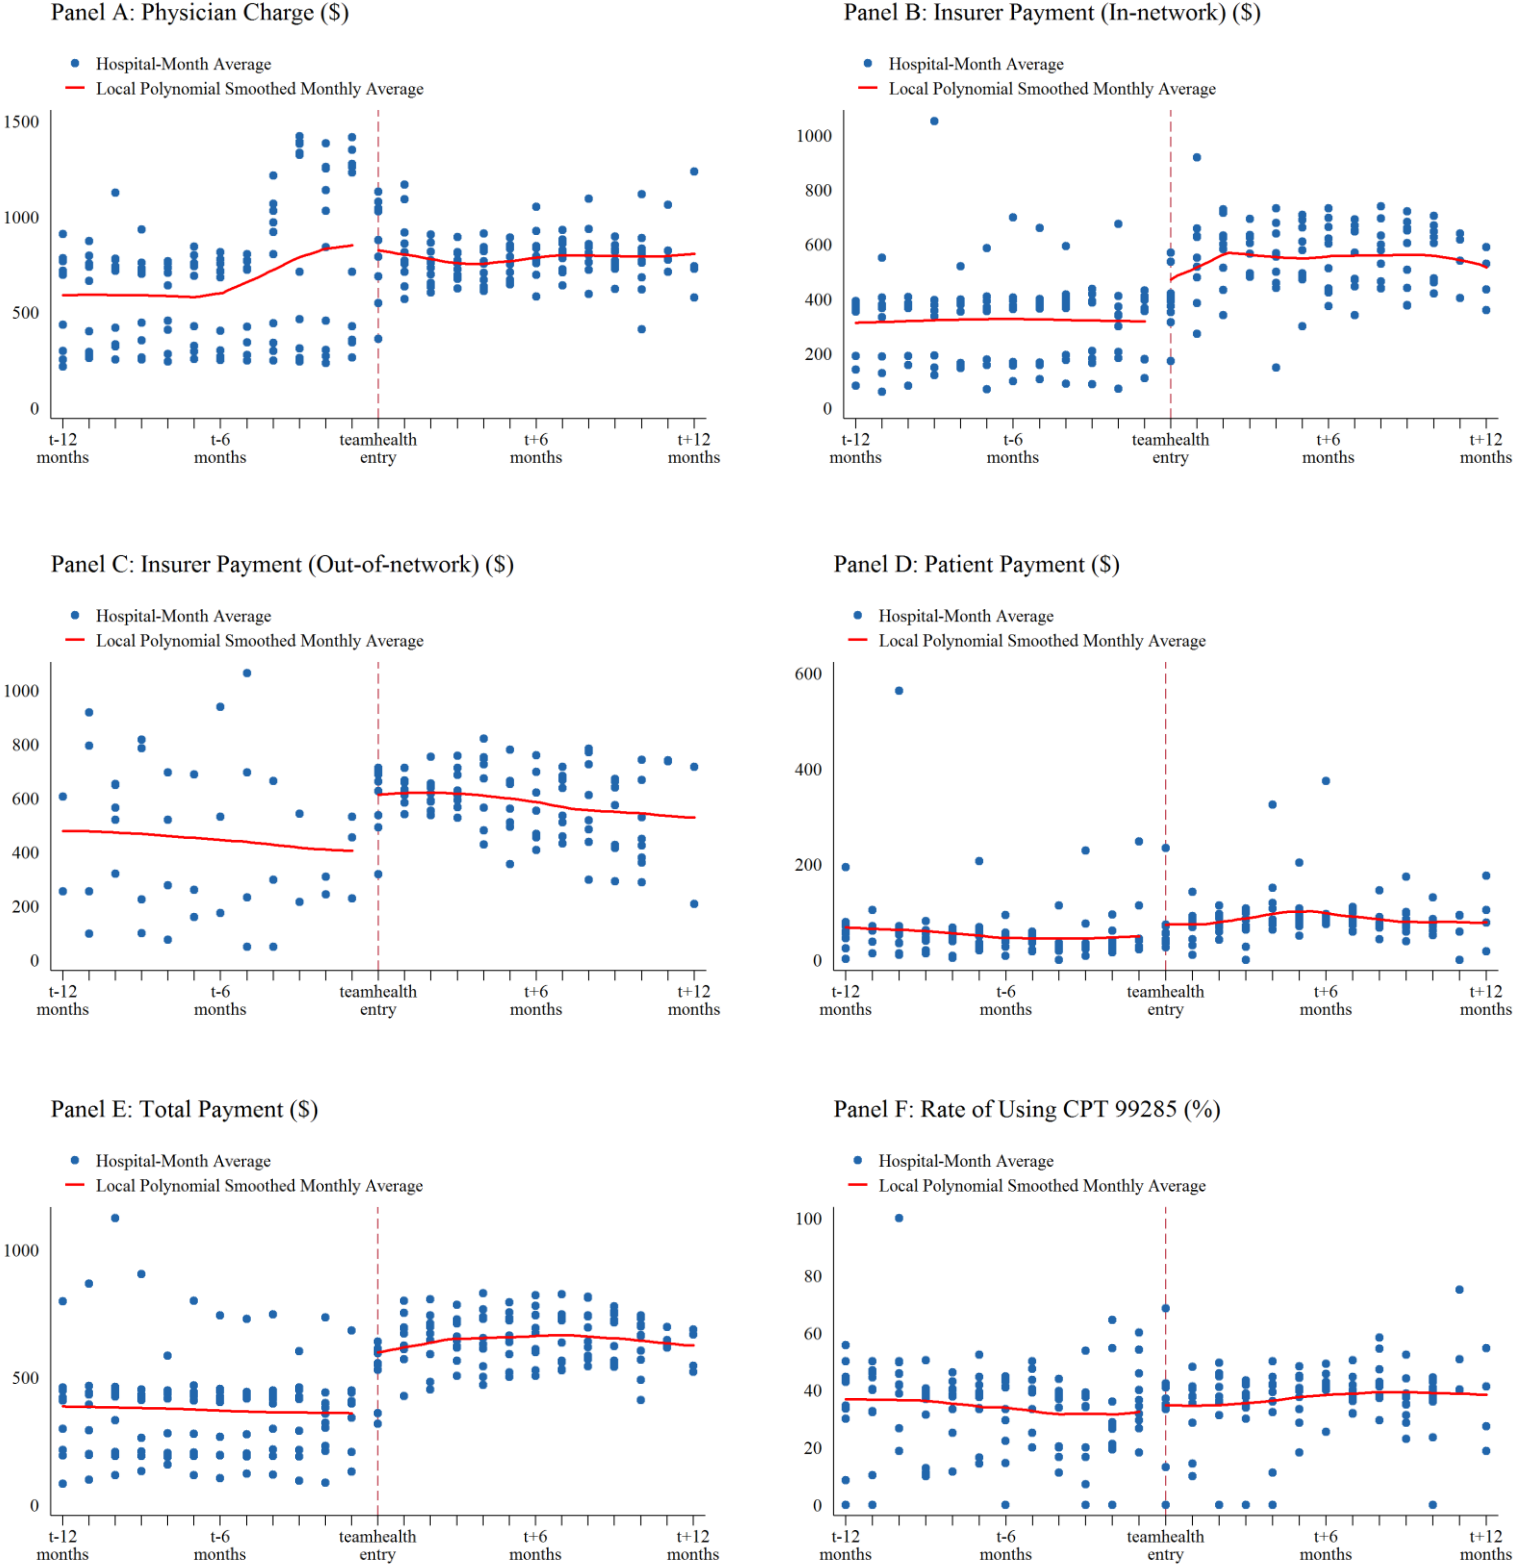 Panel A: Physician Charge ($)
Hospital-Month Average
Local Polynomial Smoothed Monthly Average
1500
1000
500
0
t-12 months
t-6 months
teamhealth entry
t+6 months
t+12 months
Panel B: Insurer Payment (In-network) ($)
Hospital-Month Average
Local Polynomial Smoothed Monthly Average
1000
800
600
400
200
0
t-12 months
t-6 months
teamhealth entry
t+6 months
t+12 months
Panel C: Insurer Payment (Out-of-network) ($)
Hospital-Month Average
Local Polynomial Smoothed Monthly Average
1000
800
600
400
200
0
t-12 months
t-6 months
teamhealth entry
t+6 months
t+12 months
Panel D: Patient Payment ($)
Hospital-Month Average
Local Polynomial Smoothed Monthly Average
600
400
200
0
t-12 months
t-6 months
teamhealth entry
t+6 months
t+12 months
Panel E: Total Payment ($)
Hospital-Month Average
Local Polynomial Smoothed Monthly Average
1000
500
0
t-12 months
t-6 months
teamhealth entry
t+6 months
t+12 months
Panel F: Rate of Using CPT 99285 (%)
Hospital-Month Average
Local Polynomial Smoothed Monthly Average
100
80
60
40
20
0
t-12 months
t-6 months
teamhealth entry
t+6 months
t+12 months